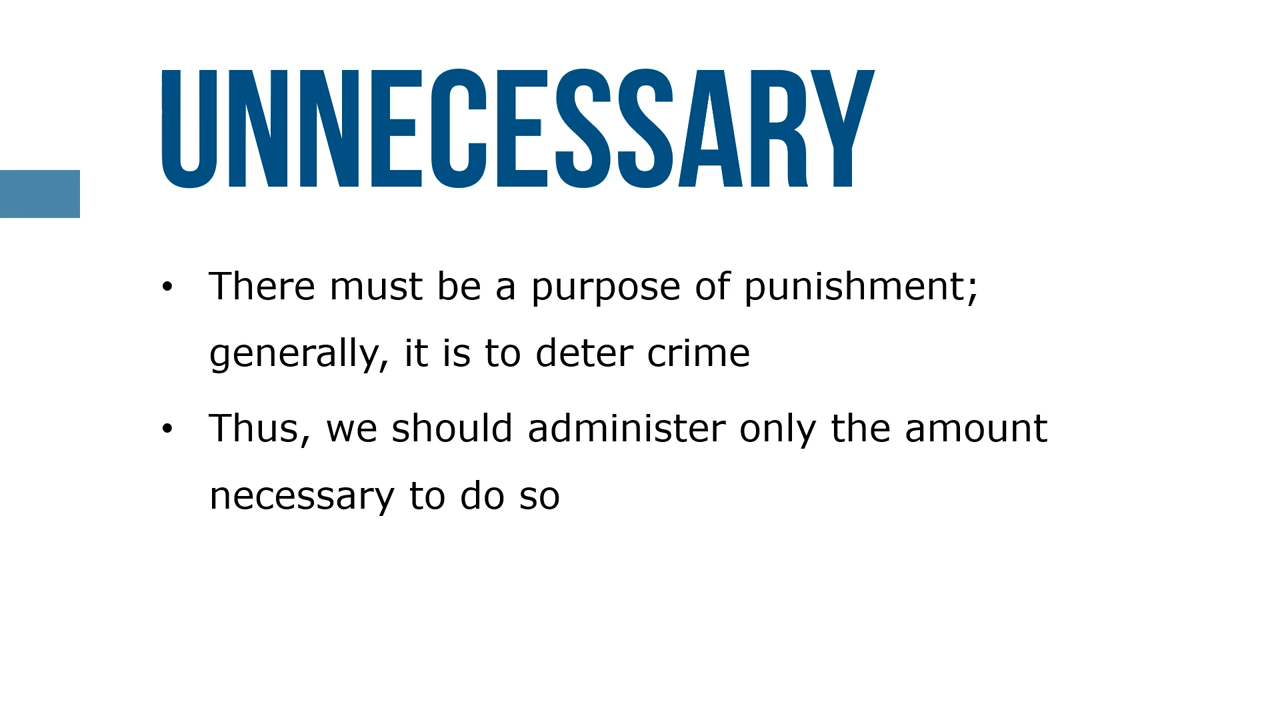 UNNECESSARY
• There must be a purpose of punishment;
generally, it is to deter crime
• Thus, we should administer only the amount
necessary to do so